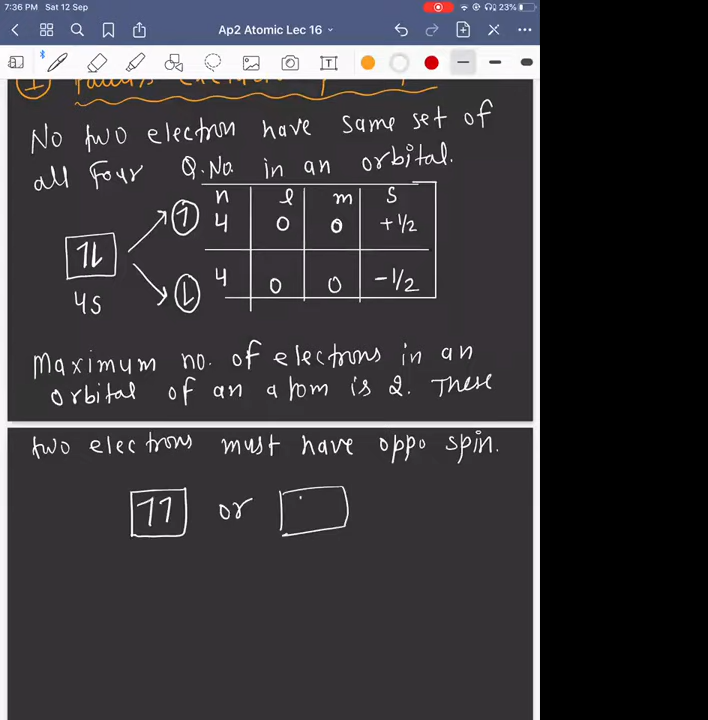 7:36 PM Sat 12 Sep 23%
Ap2 Atomic Lec 16
T
1
No two electron have same set of
all Four Q.No. in an orbital.
n l m s
4 0 0 +1/2
4 0 0 -1/2
4s
Maximum no. of electrons in an
orbital of an atom is 2. These
two electrons must have oppo spin.
or